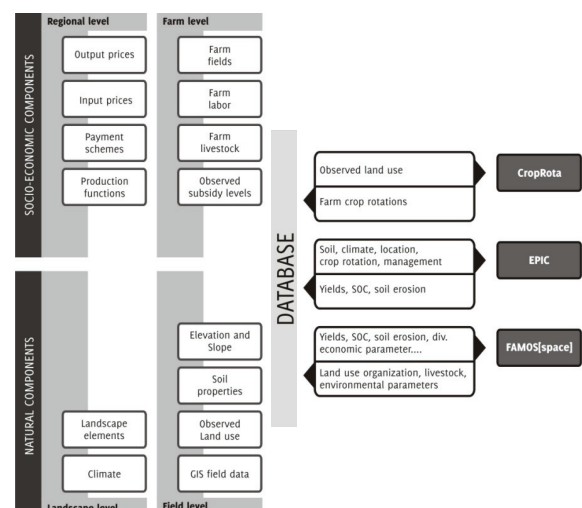 Regional level
Farm level
SOCIO-ECONOMIC COMPONENTS
Output prices
Input prices
Payment
schemes
Production
functions
Farm
fields
Farm
labor
Farm
livestock
Observed
subsidy levels
NATURAL COMPONENTS
Landscape
elements
Climate
Elevation and
Slope
Soil
properties
Observed
Land use
GIS field data
Landscape level
Field level
DATABASE
Observed land use
Farm crop rotations
CropRota
Soil, climate, location,
crop rotation, management
Yields, SOC, soil erosion
EPIC
Yields, SOC, soil erosion, div.
economic parameter....
Land use organization, livestock,
environmental parameters
FAMOS[space]